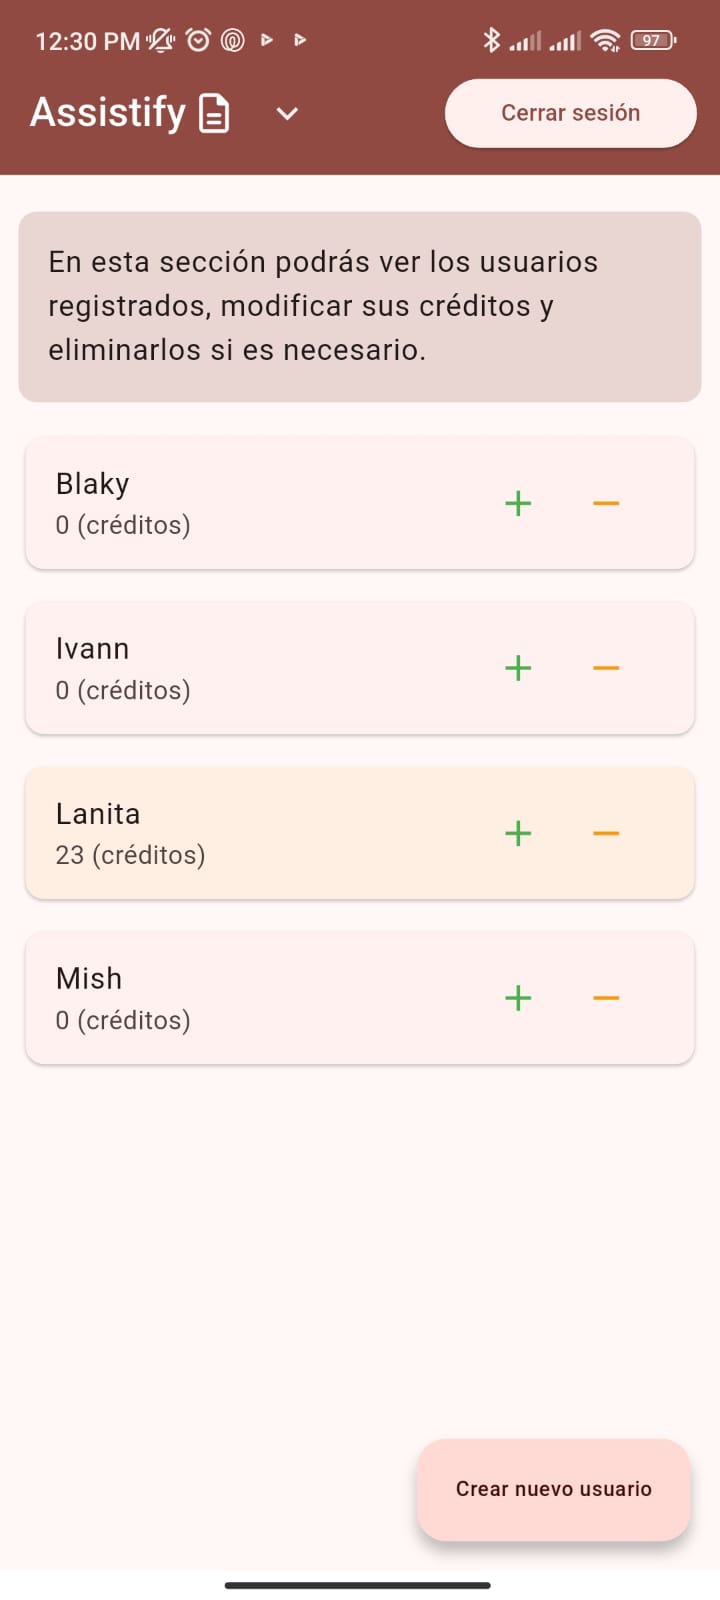 12:30 PM
97
Assistify
Cerrar sesión
En esta sección podrás ver los usuarios
registrados, modificar sus créditos y
eliminarlos si es necesario.
Blaky
0 (créditos)
Ivann
0 (créditos)
Lanita
23 (créditos)
Mish
0 (créditos)
Crear nuevo usuario